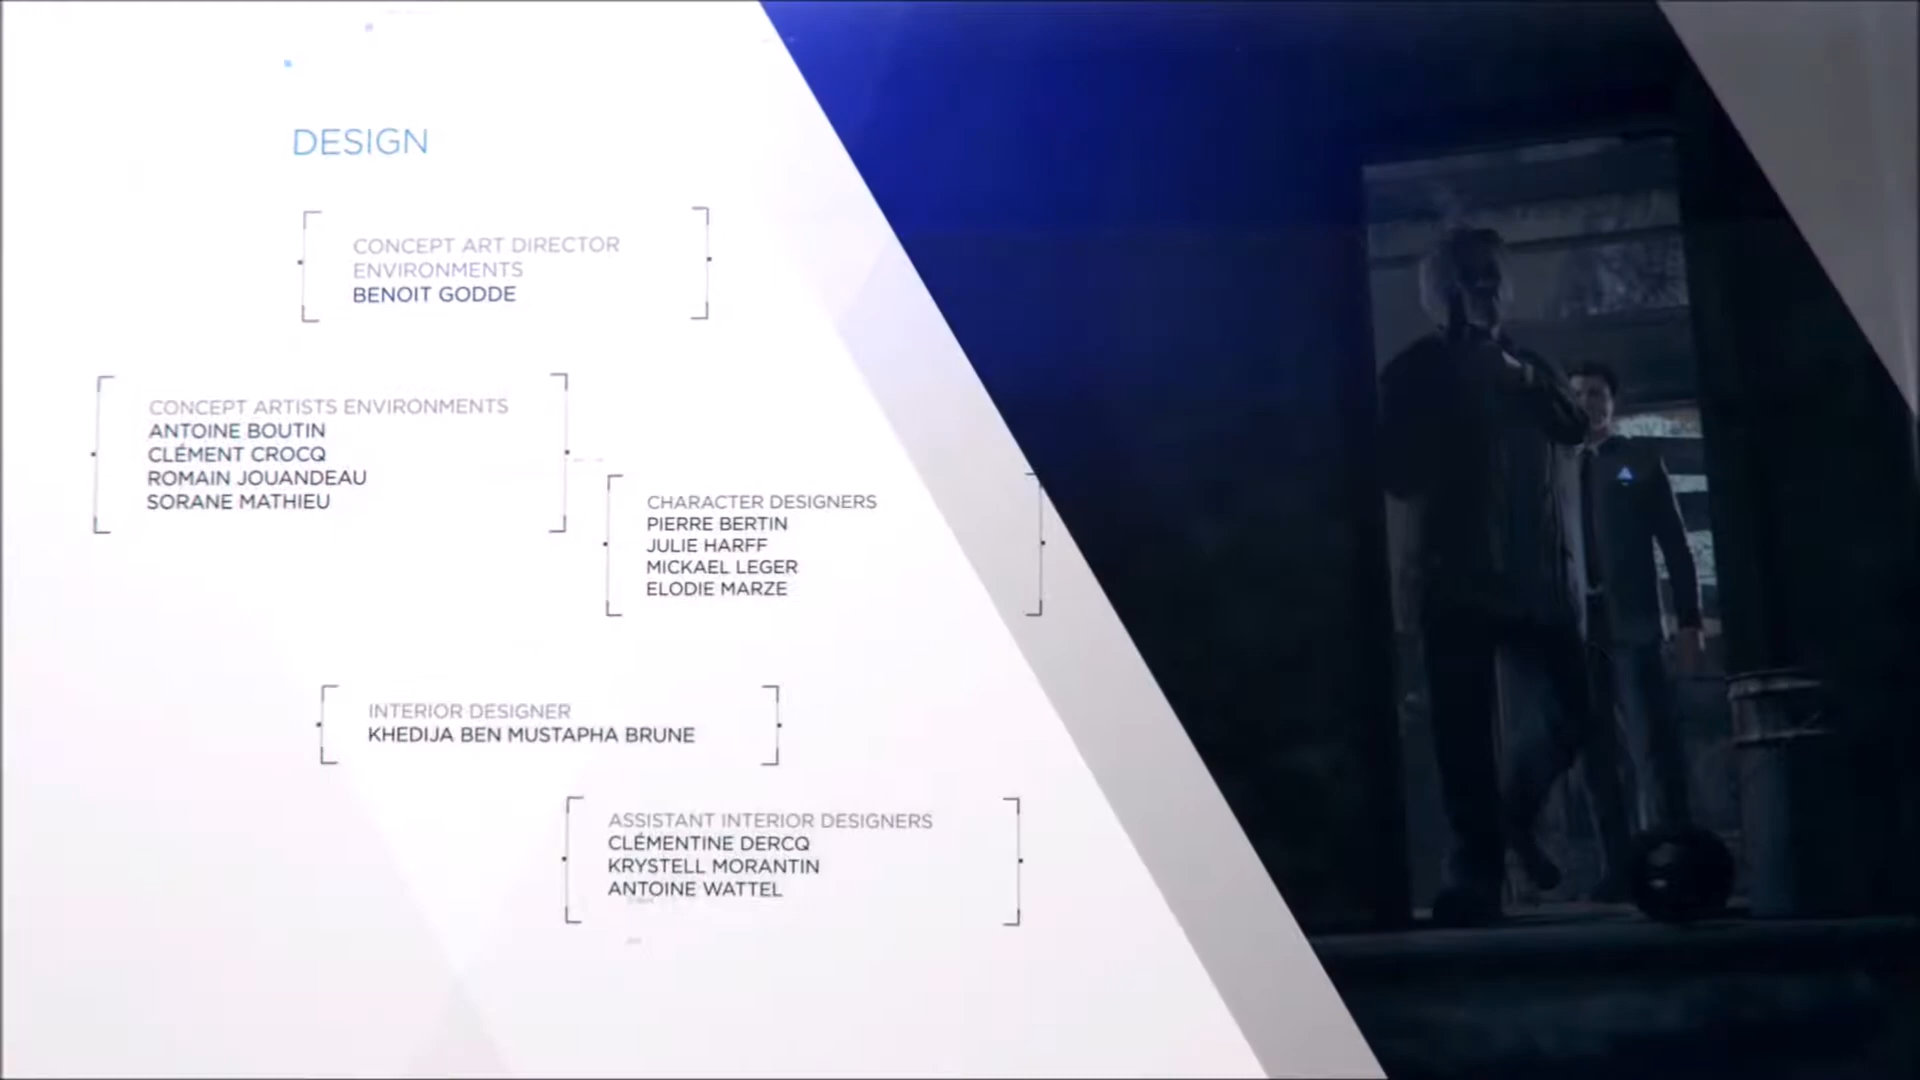 DESIGN
CONCEPT ART DIRECTOR
ENVIRONMENTS
BENOIT GODDE
CONCEPT ARTISTS ENVIRONMENTS
ANTOINE BOUTIN
CLÉMENT CROCQ
ROMAIN JOUANDEAU
SORANE MATHIEU
CHARACTER DESIGNERS
PIERRE BERTIN
JULIE HARFF
MICKAEL LEGER
ELODIE MARZE
INTERIOR DESIGNER
KHEDIJA BEN MUSTAPHA BRUNE
ASSISTANT INTERIOR DESIGNERS
CLÉMENTINE DERCQ
KRYSTELL MORANTIN
ANTOINE WATTEL